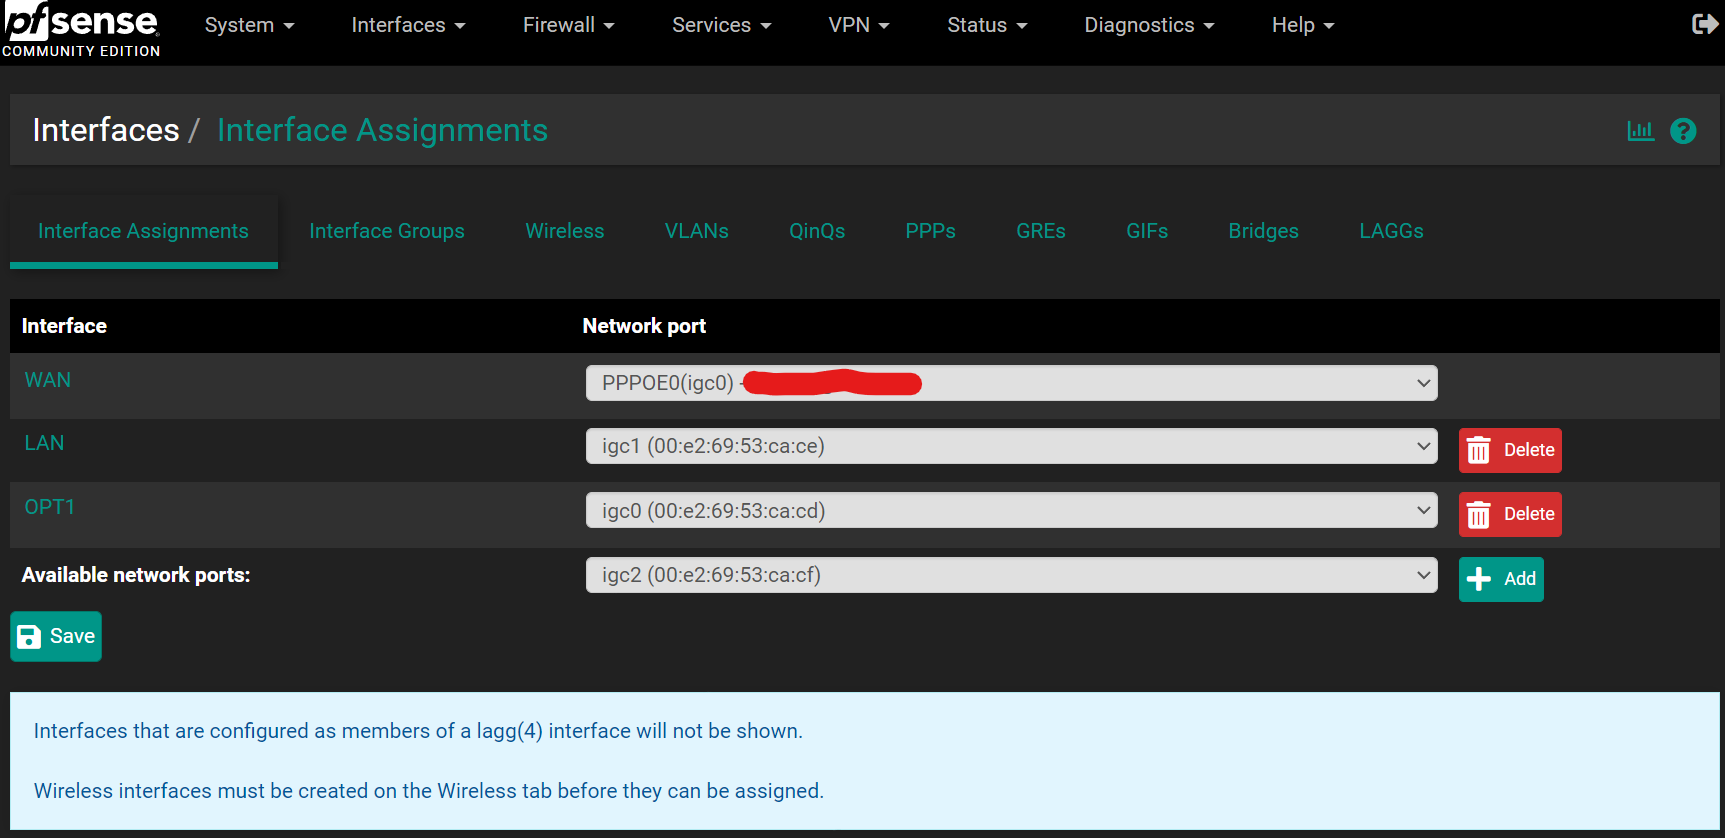 pfsense
COMMUNITY EDITION
System Interfaces Firewall Services VPN Status Diagnostics Help
Interfaces / Interface Assignments
Interface Assignments Interface Groups Wireless VLANs QinQs PPPs GREs GIFs Bridges LAGGs
Interface Network port
WAN PPPOE0(igc0) -
LAN igc1 (00:e2:69:53:ca:ce) Delete
OPT1 igc0 (00:e2:69:53:ca:cd) Delete
Available network ports: igc2 (00:e2:69:53:ca:cf) Add
Save
Interfaces that are configured as members of a lagg(4) interface will not be shown.
Wireless interfaces must be created on the Wireless tab before they can be assigned.